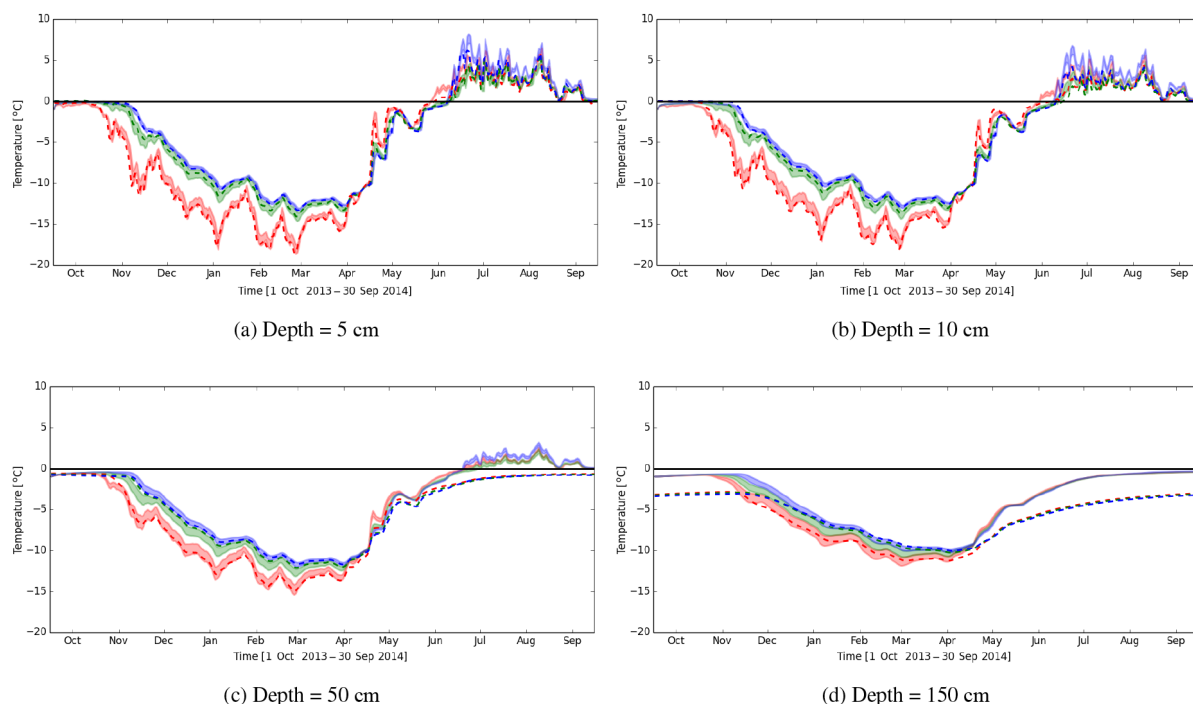 10
5
0
−5
−10
−15
−20
Temperature [°C]
Oct Nov Dec Jan Feb Mar Apr May Jun Jul Aug Sep
Time [1 Oct 2013−30 Sep 2014]
(a) Depth = 5 cm
10
5
0
−5
−10
−15
−20
Temperature [°C]
Oct Nov Dec Jan Feb Mar Apr May Jun Jul Aug Sep
Time [1 Oct 2013−30 Sep 2014]
(b) Depth = 10 cm
10
5
0
−5
−10
−15
−20
Temperature [°C]
Oct Nov Dec Jan Feb Mar Apr May Jun Jul Aug Sep
Time [1 Oct 2013−30 Sep 2014]
(c) Depth = 50 cm
10
5
0
−5
−10
−15
−20
Temperature [°C]
Oct Nov Dec Jan Feb Mar Apr May Jun Jul Aug Sep
Time [1 Oct 2013−30 Sep 2014]
(d) Depth = 150 cm